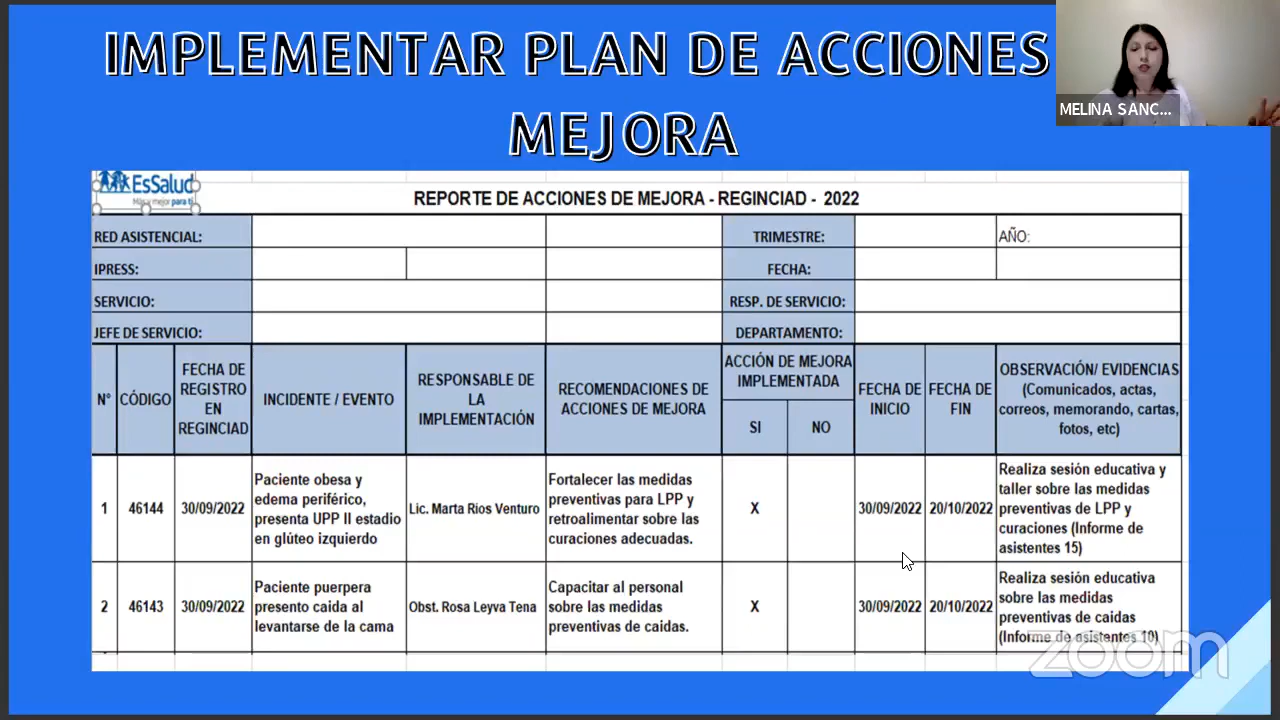 IMPLEMENTAR PLAN DE ACCIONES
MEJORA
MELINA SANC...
EsSalud
Más y mejor para ti
REPORTE DE ACCIONES DE MEJORA - REGINCIAD - 2022
RED ASISTENCIAL:
TRIMESTRE:
AÑO:
IPRESS:
FECHA:
SERVICIO:
RESP. DE SERVICIO:
JEFE DE SERVICIO:
DEPARTAMENTO:
N°
CÓDIGO
FECHA DE
REGISTRO
EN
REGINCIAD
INCIDENTE / EVENTO
RESPONSABLE DE
LA
IMPLEMENTACIÓN
RECOMENDACIONES DE
ACCIONES DE MEJORA
ACCIÓN DE MEJORA
IMPLEMENTADA
SI
NO
FECHA DE
INICIO
FECHA DE
FIN
OBSERVACIÓN/ EVIDENCIAS
(Comunicados, actas,
correos, memorando, cartas,
fotos, etc)
1
46144
30/09/2022
Paciente obesa y
edema periférico,
presenta UPP II estadio
en glúteo izquierdo
Lic. Marta Rios Venturo
Fortalecer las medidas
preventivas para LPP y
retroalimentar sobre las
curaciones adecuadas.
X
30/09/2022
20/10/2022
Realiza sesión educativa y
taller sobre las medidas
preventivas de LPP y
curaciones (Informe de
asistentes 15)
2
46143
30/09/2022
Paciente puerpera
presento caida al
levantarse de la cama
Obst. Rosa Leyva Tena
Capacitar al personal
sobre las medidas
preventivas de caidas.
X
30/09/2022
20/10/2022
Realiza sesión educativa
sobre las medidas
preventivas de caidas
(Informe de asistentes 10)
zoom